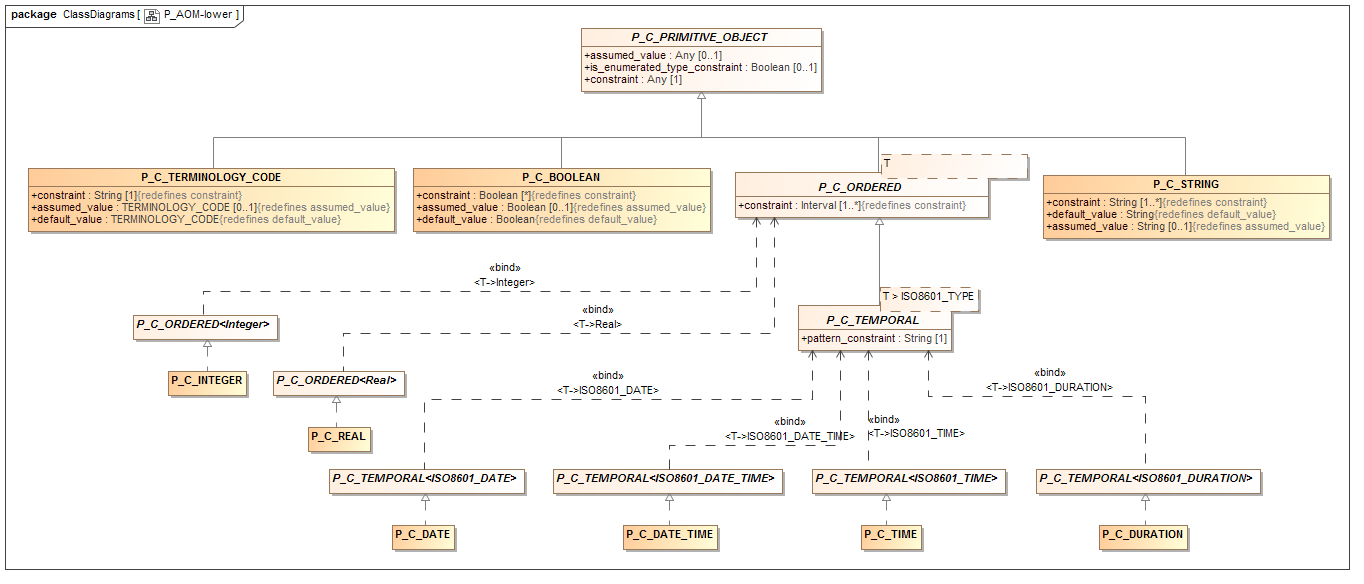 package ClassDiagrams [ P_AOM-lower ]
P_C_PRIMITIVE_OBJECT
+assumed_value : Any [0..1]
+is_enumerated_type_constraint : Boolean [0..1]
+constraint : Any [1]
P_C_TERMINOLOGY_CODE
+constraint : String [1]{redefines constraint}
+assumed_value : TERMINOLOGY_CODE [0..1]{redefines assumed_value}
+default_value : TERMINOLOGY_CODE{redefines default_value}
P_C_BOOLEAN
+constraint : Boolean [*]{redefines constraint}
+assumed_value : Boolean [0..1]{redefines assumed_value}
+default_value : Boolean{redefines default_value}
T
P_C_ORDERED
+constraint : Interval [1..*]{redefines constraint}
P_C_STRING
+constraint : String [1..*]{redefines constraint}
+default_value : String{redefines default_value}
+assumed_value : String [0..1]{redefines assumed_value}
«bind»
<T->Integer>
P_C_ORDERED<Integer>
P_C_INTEGER
«bind»
<T->Real>
P_C_ORDERED<Real>
P_C_REAL
T > ISO8601_TYPE
P_C_TEMPORAL
+pattern_constraint : String [1]
«bind»
<T->ISO8601_DATE>
«bind»
<T->ISO8601_DATE_TIME>
«bind»
<T->ISO8601_TIME>
«bind»
<T->ISO8601_DURATION>
P_C_TEMPORAL<ISO8601_DATE>
P_C_TEMPORAL<ISO8601_DATE_TIME>
P_C_TEMPORAL<ISO8601_TIME>
P_C_TEMPORAL<ISO8601_DURATION>
P_C_DATE
P_C_DATE_TIME
P_C_TIME
P_C_DURATION